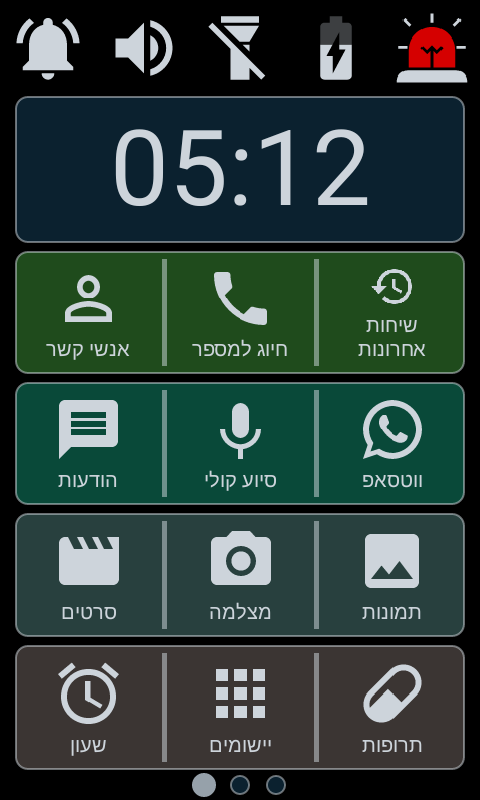 05:12
שיחות
אחרונות
חיוג למספר
אנשי קשר
ווטסאפ
סיוע קולי
הודעות
תמונות
מצלמה
סרטים
תרופות
יישומים
שעון